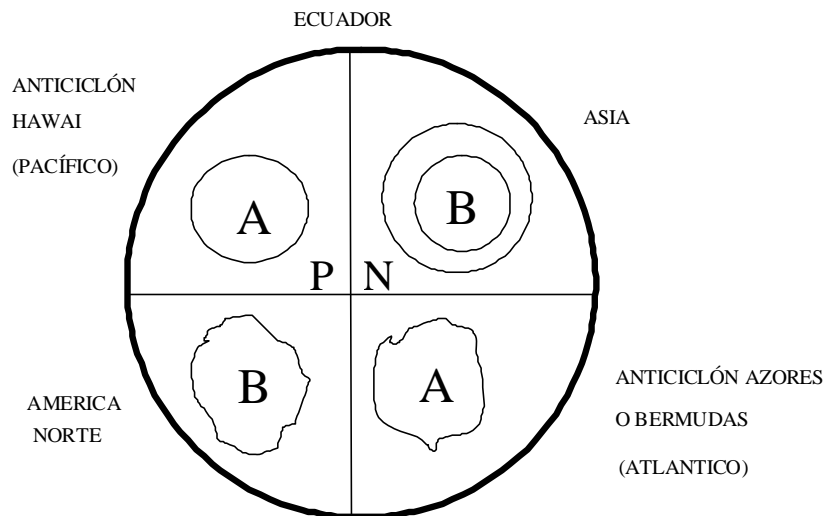 ECUADOR
ANTICICLÓN
HAWAI
(PACÍFICO)
ASIA
A
B
P N
B
A
AMERICA
NORTE
ANTICICLÓN AZORES
O BERMUDAS
(ATLANTICO)